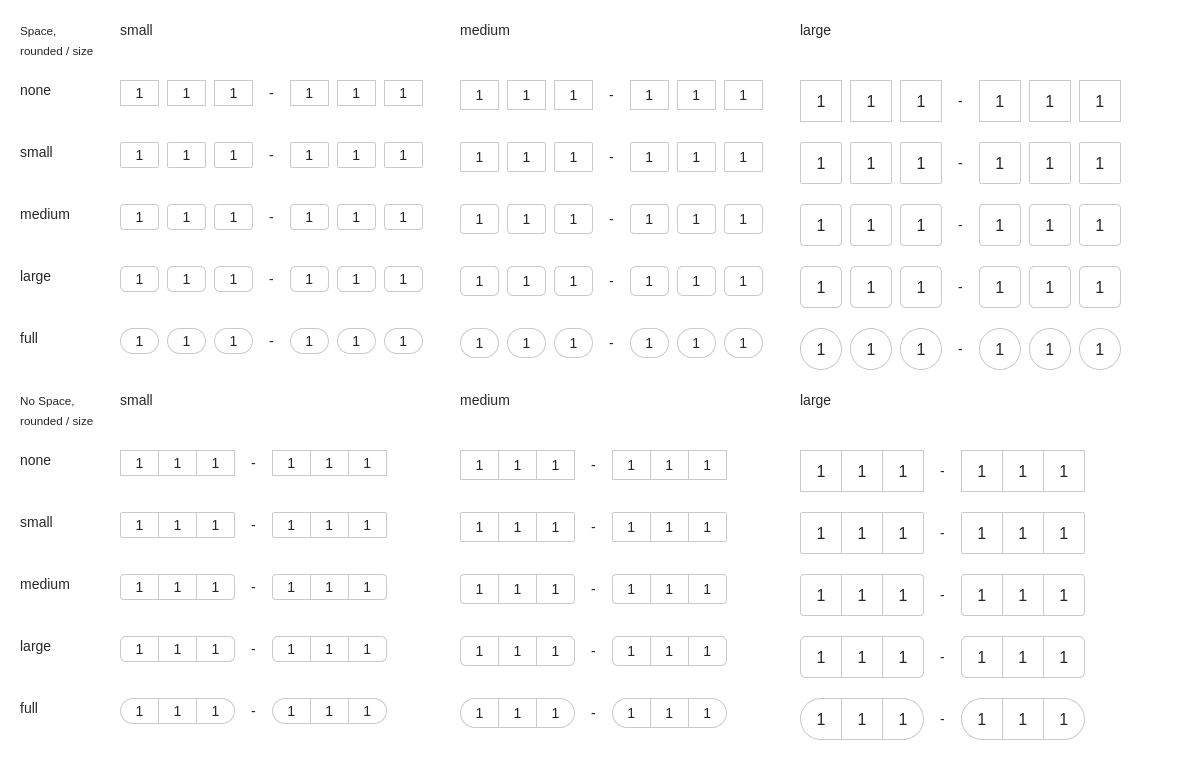 Space, small medium large
rounded / size
none 1 1 1 - 1 1 1 1 1 1 - 1 1 1 1 1 1 - 1 1 1
small 1 1 1 - 1 1 1 1 1 1 - 1 1 1 1 1 1 - 1 1 1
medium 1 1 1 - 1 1 1 1 1 1 - 1 1 1 1 1 1 - 1 1 1
large 1 1 1 - 1 1 1 1 1 1 - 1 1 1 1 1 1 - 1 1 1
full 1 1 1 - 1 1 1 1 1 1 - 1 1 1 1 1 1 - 1 1 1
No Space, small medium large
rounded / size
none 1 1 1 - 1 1 1 1 1 1 - 1 1 1 1 1 1 - 1 1 1
small 1 1 1 - 1 1 1 1 1 1 - 1 1 1 1 1 1 - 1 1 1
medium 1 1 1 - 1 1 1 1 1 1 - 1 1 1 1 1 1 - 1 1 1
large 1 1 1 - 1 1 1 1 1 1 - 1 1 1 1 1 1 - 1 1 1
full 1 1 1 - 1 1 1 1 1 1 - 1 1 1 1 1 1 - 1 1 1